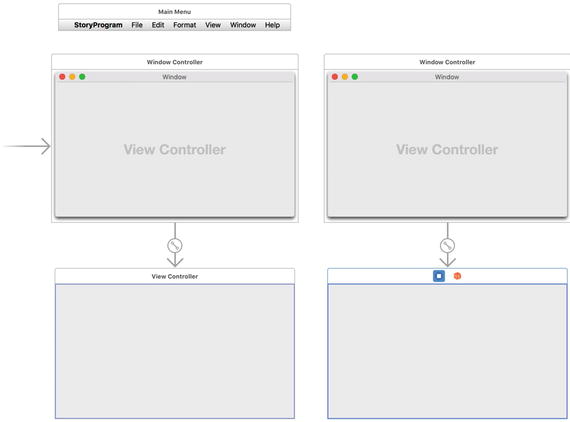 Main Menu
StoryProgram File Edit Format View Window Help
Window Controller
Window
View Controller
View Controller
Window Controller
Window
View Controller